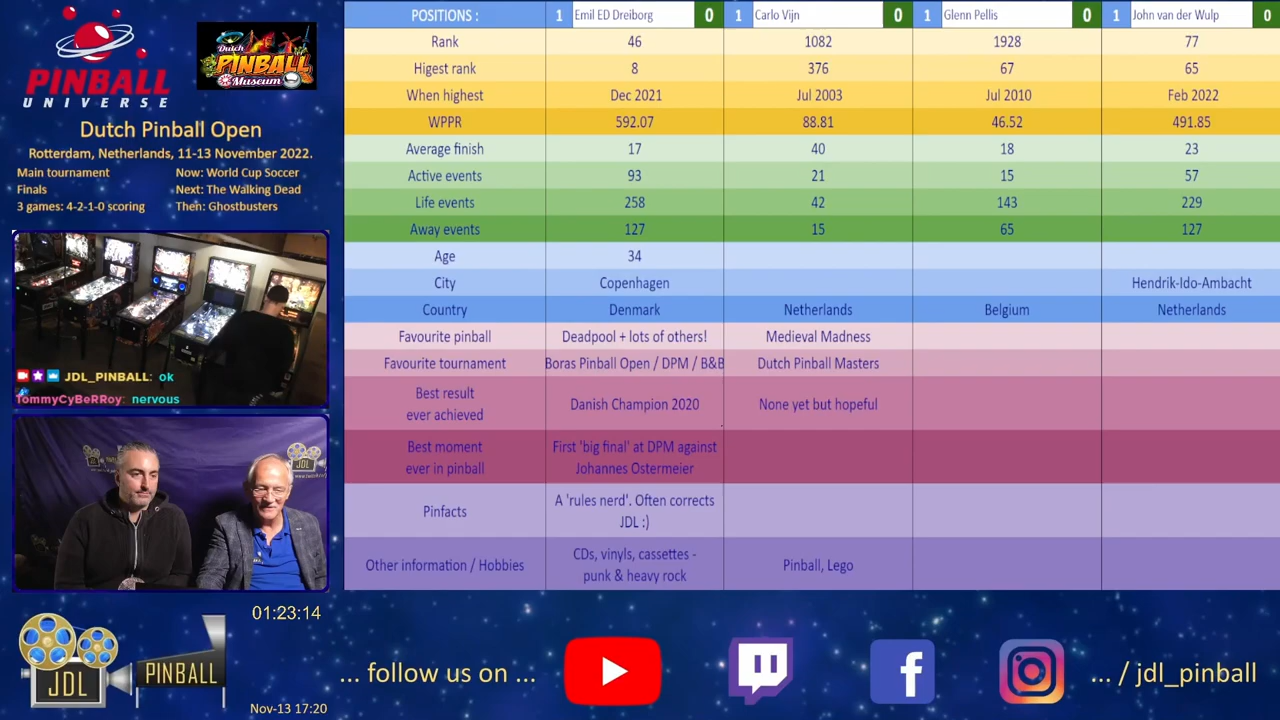 PINBALL
UNIVERSE
Dutch
PINBALL
Museum
Dutch Pinball Open
Rotterdam, Netherlands, 11-13 November 2022.
Main tournament
Finals
3 games: 4-2-1-0 scoring
Now: World Cup Soccer
Next: The Walking Dead
Then: Ghostbusters
JDL_PINBALL: ok
TommyCyBeRRoy: nervous
JDL
JDL
01:23:14
JDL
PINBALL
Nov-13 17:20
POSITIONS : 1 Emil ED Dreiborg 0 1 Carlo Vijn 0 1 Glenn Pellis 0 1 John van der Wulp 0
Rank 46 1082 1928 77
Higest rank 8 376 67 65
When highest Dec 2021 Jul 2003 Jul 2010 Feb 2022
WPPR 592.07 88.81 46.52 491.85
Average finish 17 40 18 23
Active events 93 21 15 57
Life events 258 42 143 229
Away events 127 15 65 127
Age 34
City Copenhagen Hendrik-Ido-Ambacht
Country Denmark Netherlands Belgium Netherlands
Favourite pinball Deadpool + lots of others! Medieval Madness
Favourite tournament Boras Pinball Open / DPM / B&B Dutch Pinball Masters
Best result
ever achieved
Danish Champion 2020 None yet but hopeful
Best moment
ever in pinball
First 'big final' at DPM against
Johannes Ostermeier
Pinfacts
A 'rules nerd'. Often corrects
JDL :)
Other information / Hobbies
CDs, vinyls, cassettes -
punk & heavy rock
Pinball, Lego
... follow us on ...
... / jdl_pinball